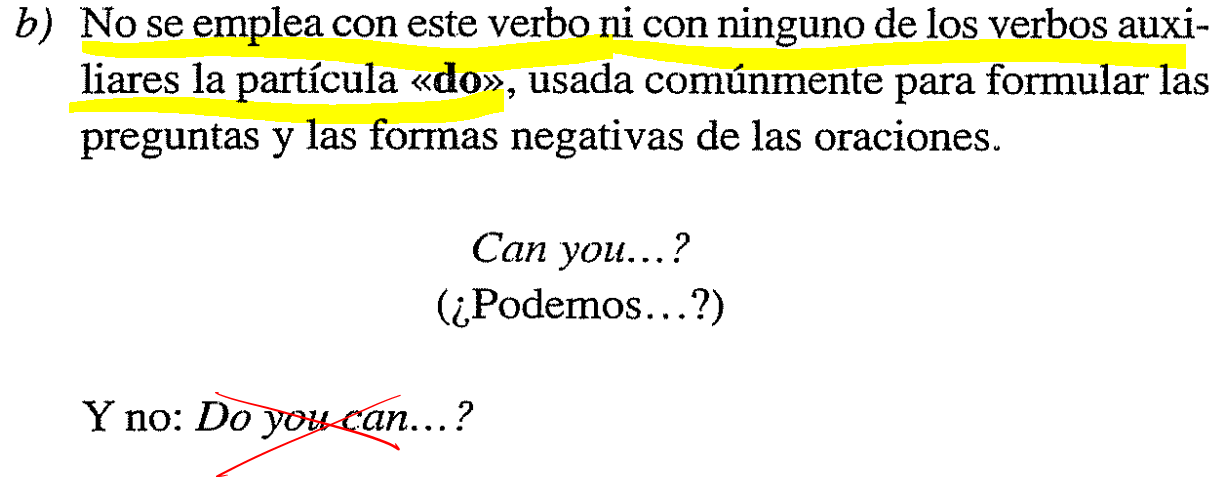 b) No se emplea con este verbo ni con ninguno de los verbos auxi-
liares la partícula «do», usada comúnmente para formular las
preguntas y las formas negativas de las oraciones.
Can you...?
(¿Podemos...?)
Y no: Do you can...?